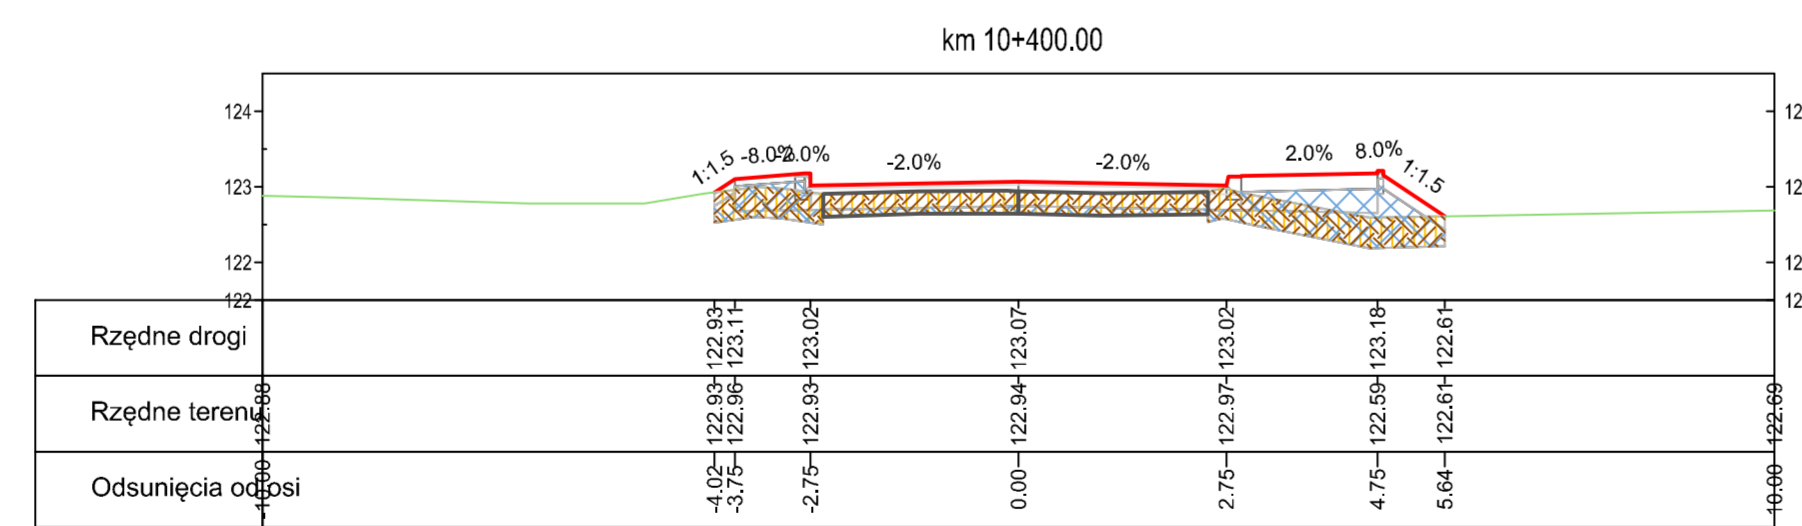 km 10+400.00
124 12
1:1.5 -8.0% -2.0% -2.0% -2.0% 2.0% 8.0% 1:1.5
123 12
122 12
122 12
Rzędne drogi 122.93 123.11 123.02 123.07 123.02 123.18 122.61
Rzędne terenu 122.88 122.93 122.96 122.93 122.94 122.97 122.59 122.61 122.69
Odsunięcia od osi -10.00 -4.02 -3.75 -2.75 0.00 2.75 4.75 5.64 10.00